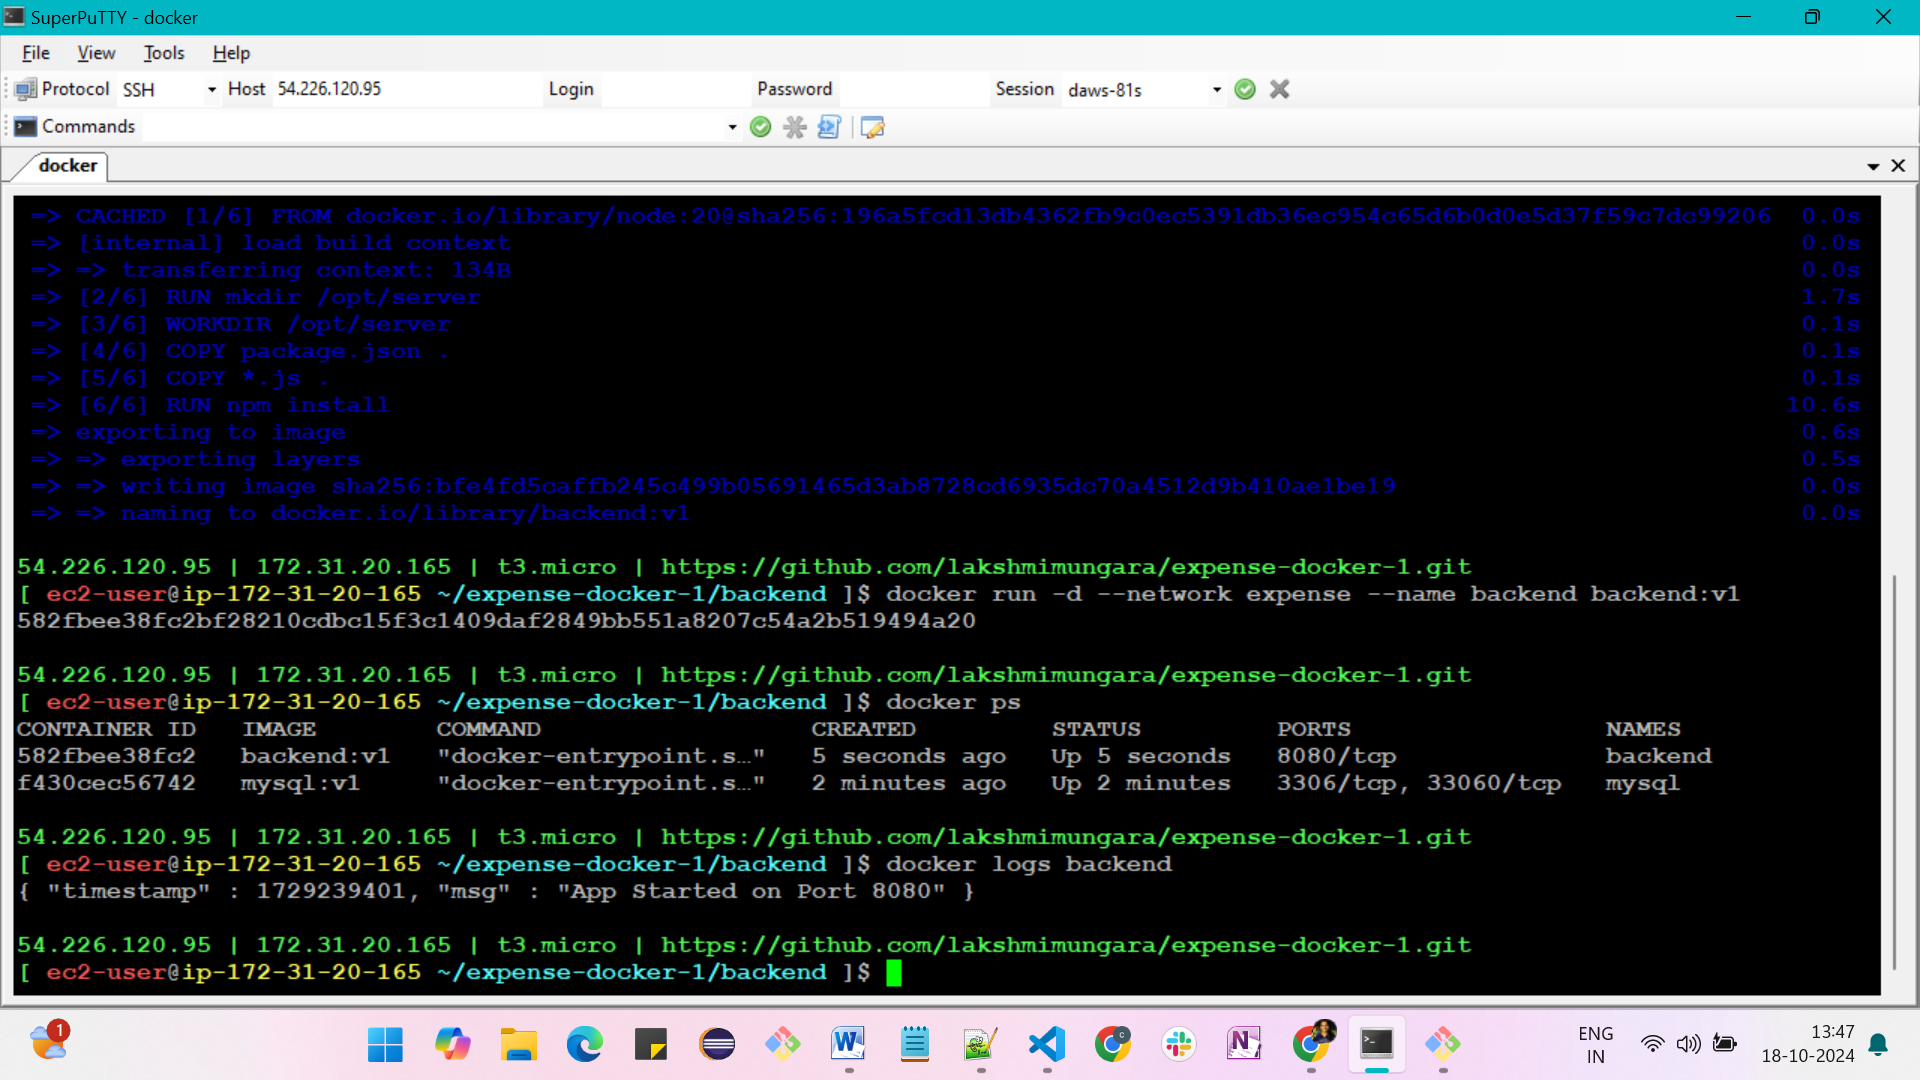 SuperPuTTY - docker
File View Tools Help
Protocol SSH Host 54.226.120.95 Login Password Session daws-81s
Commands
docker
=> CACHED [1/6] FROM docker.io/library/node:20@sha256:196a5fcd13db4362fb9c0ec5391db36ec954c65d6b0d0e5d37f59c7dc99206 0.0s
=> [internal] load build context 0.0s
=> => transferring context: 134B 0.0s
=> [2/6] RUN mkdir /opt/server 1.7s
=> [3/6] WORKDIR /opt/server 0.1s
=> [4/6] COPY package.json . 0.1s
=> [5/6] COPY *.js . 0.1s
=> [6/6] RUN npm install 10.6s
=> exporting to image 0.6s
=> => exporting layers 0.5s
=> => writing image sha256:bfe4fd5caffb245c499b05691465d3ab8728cd6935dc70a4512d9b410ae1be19 0.0s
=> => naming to docker.io/library/backend:v1 0.0s
54.226.120.95 | 172.31.20.165 | t3.micro | https://github.com/lakshmimungara/expense-docker-1.git
[ ec2-user@ip-172-31-20-165 ~/expense-docker-1/backend ]$ docker run -d --network expense --name backend backend:v1
582fbee38fc2bf28210cdbc15f3c1409daf2849bb551a8207c54a2b519494a20
54.226.120.95 | 172.31.20.165 | t3.micro | https://github.com/lakshmimungara/expense-docker-1.git
[ ec2-user@ip-172-31-20-165 ~/expense-docker-1/backend ]$ docker ps
CONTAINER ID IMAGE COMMAND CREATED STATUS PORTS NAMES
582fbee38fc2 backend:v1 "docker-entrypoint.s…" 5 seconds ago Up 5 seconds 8080/tcp backend
f430cec56742 mysql:v1 "docker-entrypoint.s…" 2 minutes ago Up 2 minutes 3306/tcp, 33060/tcp mysql
54.226.120.95 | 172.31.20.165 | t3.micro | https://github.com/lakshmimungara/expense-docker-1.git
[ ec2-user@ip-172-31-20-165 ~/expense-docker-1/backend ]$ docker logs backend
{ "timestamp" : 1729239401, "msg" : "App Started on Port 8080" }
54.226.120.95 | 172.31.20.165 | t3.micro | https://github.com/lakshmimungara/expense-docker-1.git
[ ec2-user@ip-172-31-20-165 ~/expense-docker-1/backend ]$
1
ENG
IN
13:47
18-10-2024